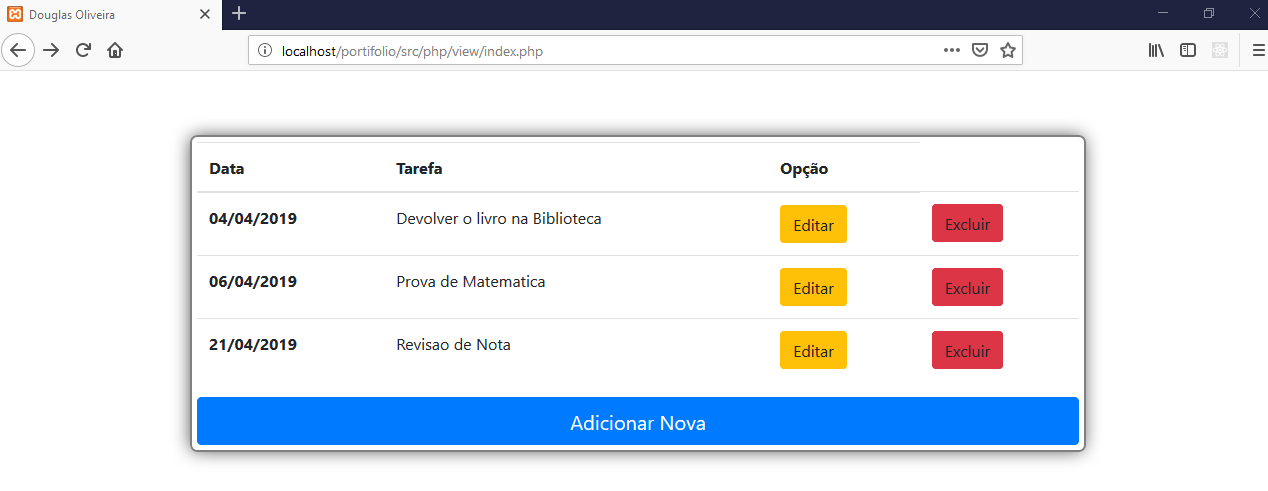 Douglas Oliveira
localhost/portifolio/src/php/view/index.php
Data Tarefa Opção
04/04/2019 Devolver o livro na Biblioteca Editar Excluir
06/04/2019 Prova de Matematica Editar Excluir
21/04/2019 Revisao de Nota Editar Excluir
Adicionar Nova